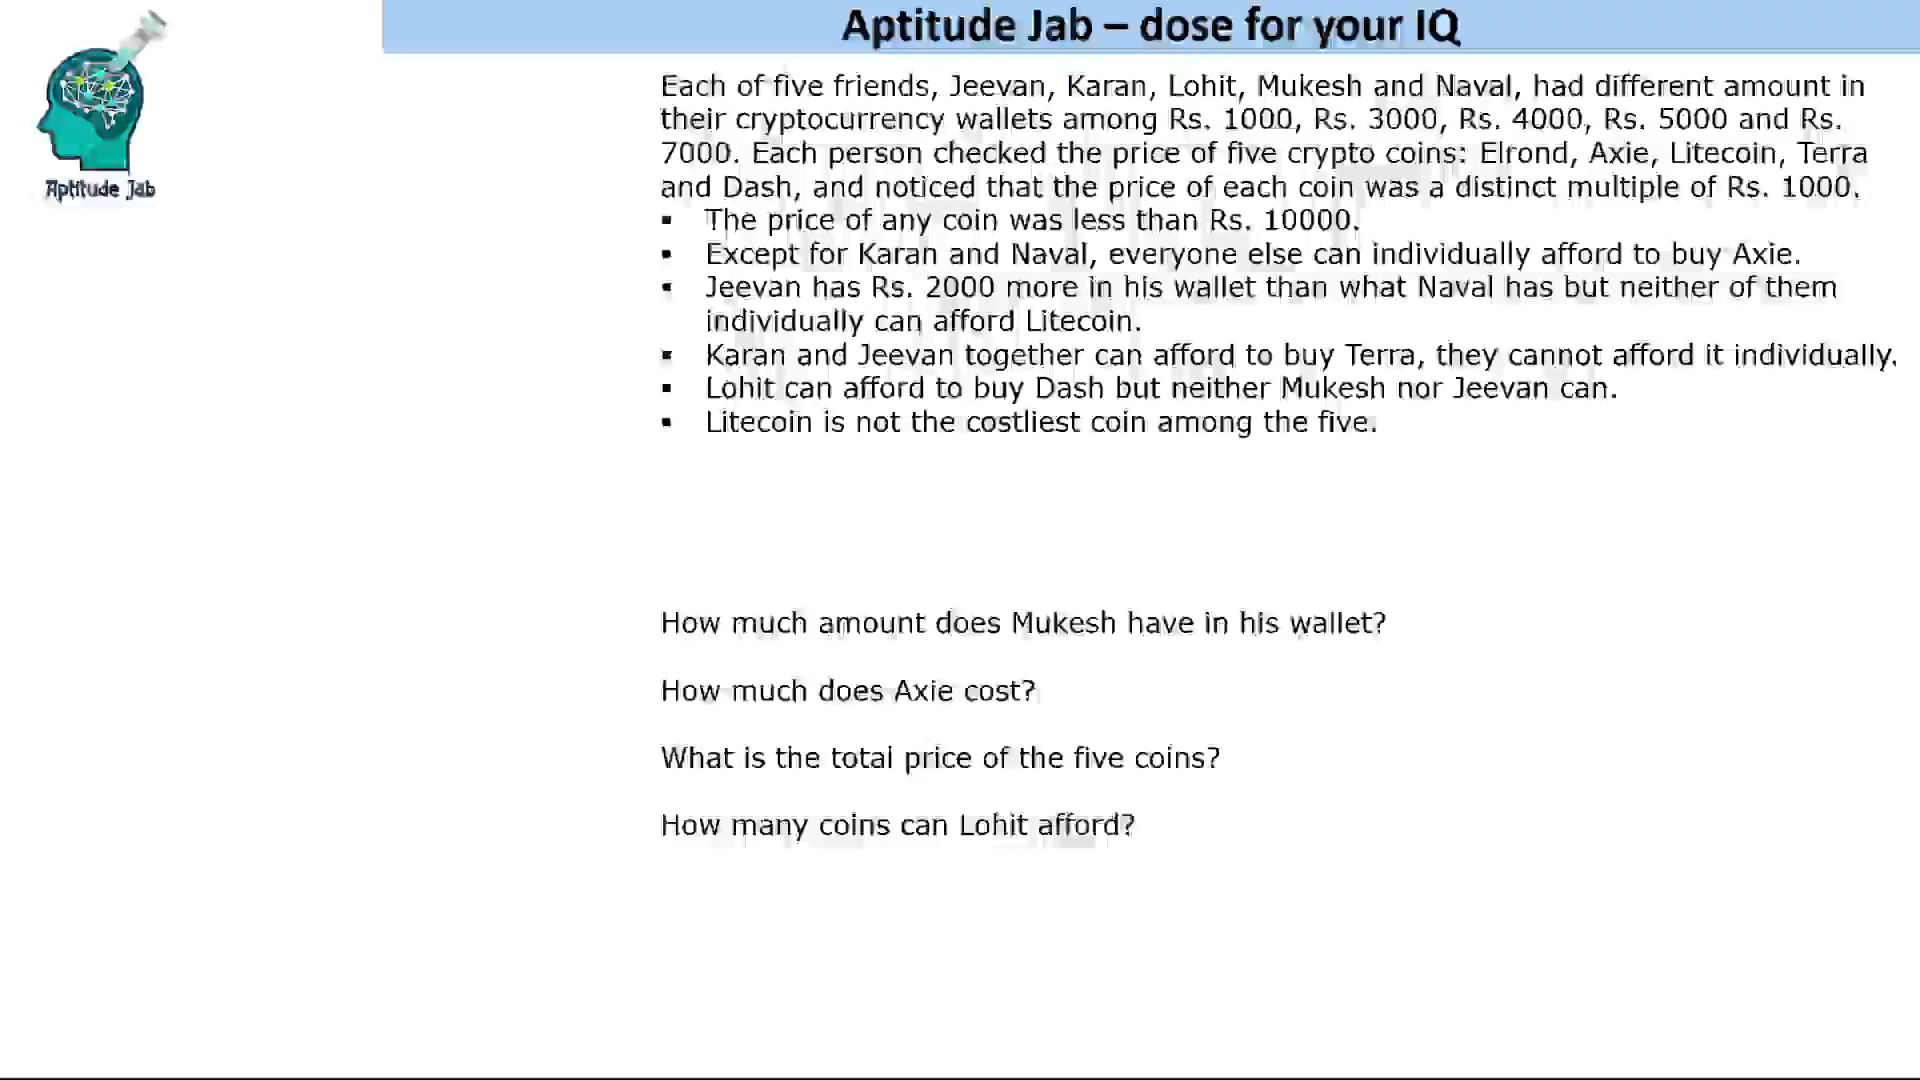 Aptitude Jab – dose for your IQ
Aptitude Jab
Each of five friends, Jeevan, Karan, Lohit, Mukesh and Naval, had different amount in
their cryptocurrency wallets among Rs. 1000, Rs. 3000, Rs. 4000, Rs. 5000 and Rs.
7000. Each person checked the price of five crypto coins: Elrond, Axie, Litecoin, Terra
and Dash, and noticed that the price of each coin was a distinct multiple of Rs. 1000.
▪ The price of any coin was less than Rs. 10000.
▪ Except for Karan and Naval, everyone else can individually afford to buy Axie.
▪ Jeevan has Rs. 2000 more in his wallet than what Naval has but neither of them
individually can afford Litecoin.
▪ Karan and Jeevan together can afford to buy Terra, they cannot afford it individually.
▪ Lohit can afford to buy Dash but neither Mukesh nor Jeevan can.
▪ Litecoin is not the costliest coin among the five.
How much amount does Mukesh have in his wallet?
How much does Axie cost?
What is the total price of the five coins?
How many coins can Lohit afford?